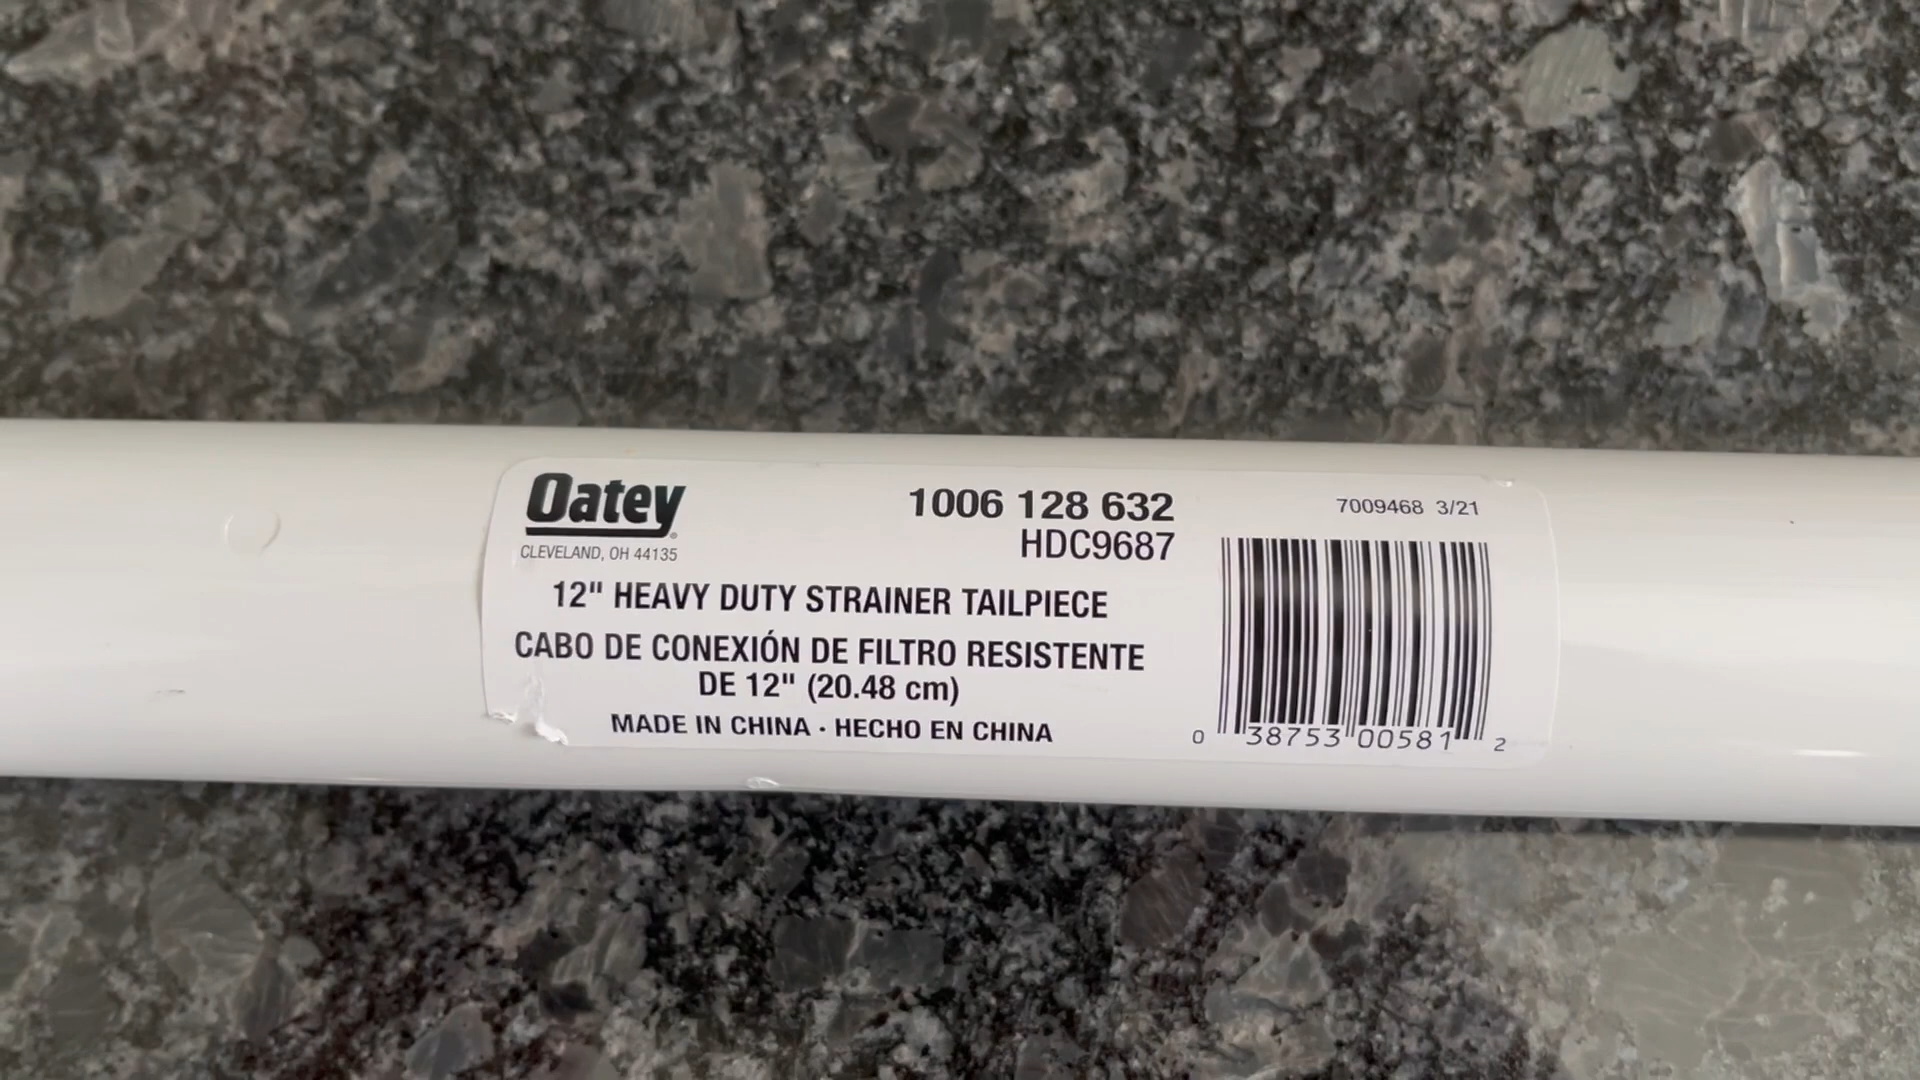 Oatey®
CLEVELAND, OH 44135
1006 128 632
HDC9687
7009468 3/21
12" HEAVY DUTY STRAINER TAILPIECE
CABO DE CONEXIÓN DE FILTRO RESISTENTE
DE 12" (20.48 cm)
MADE IN CHINA · HECHO EN CHINA
0 38753 00581 2